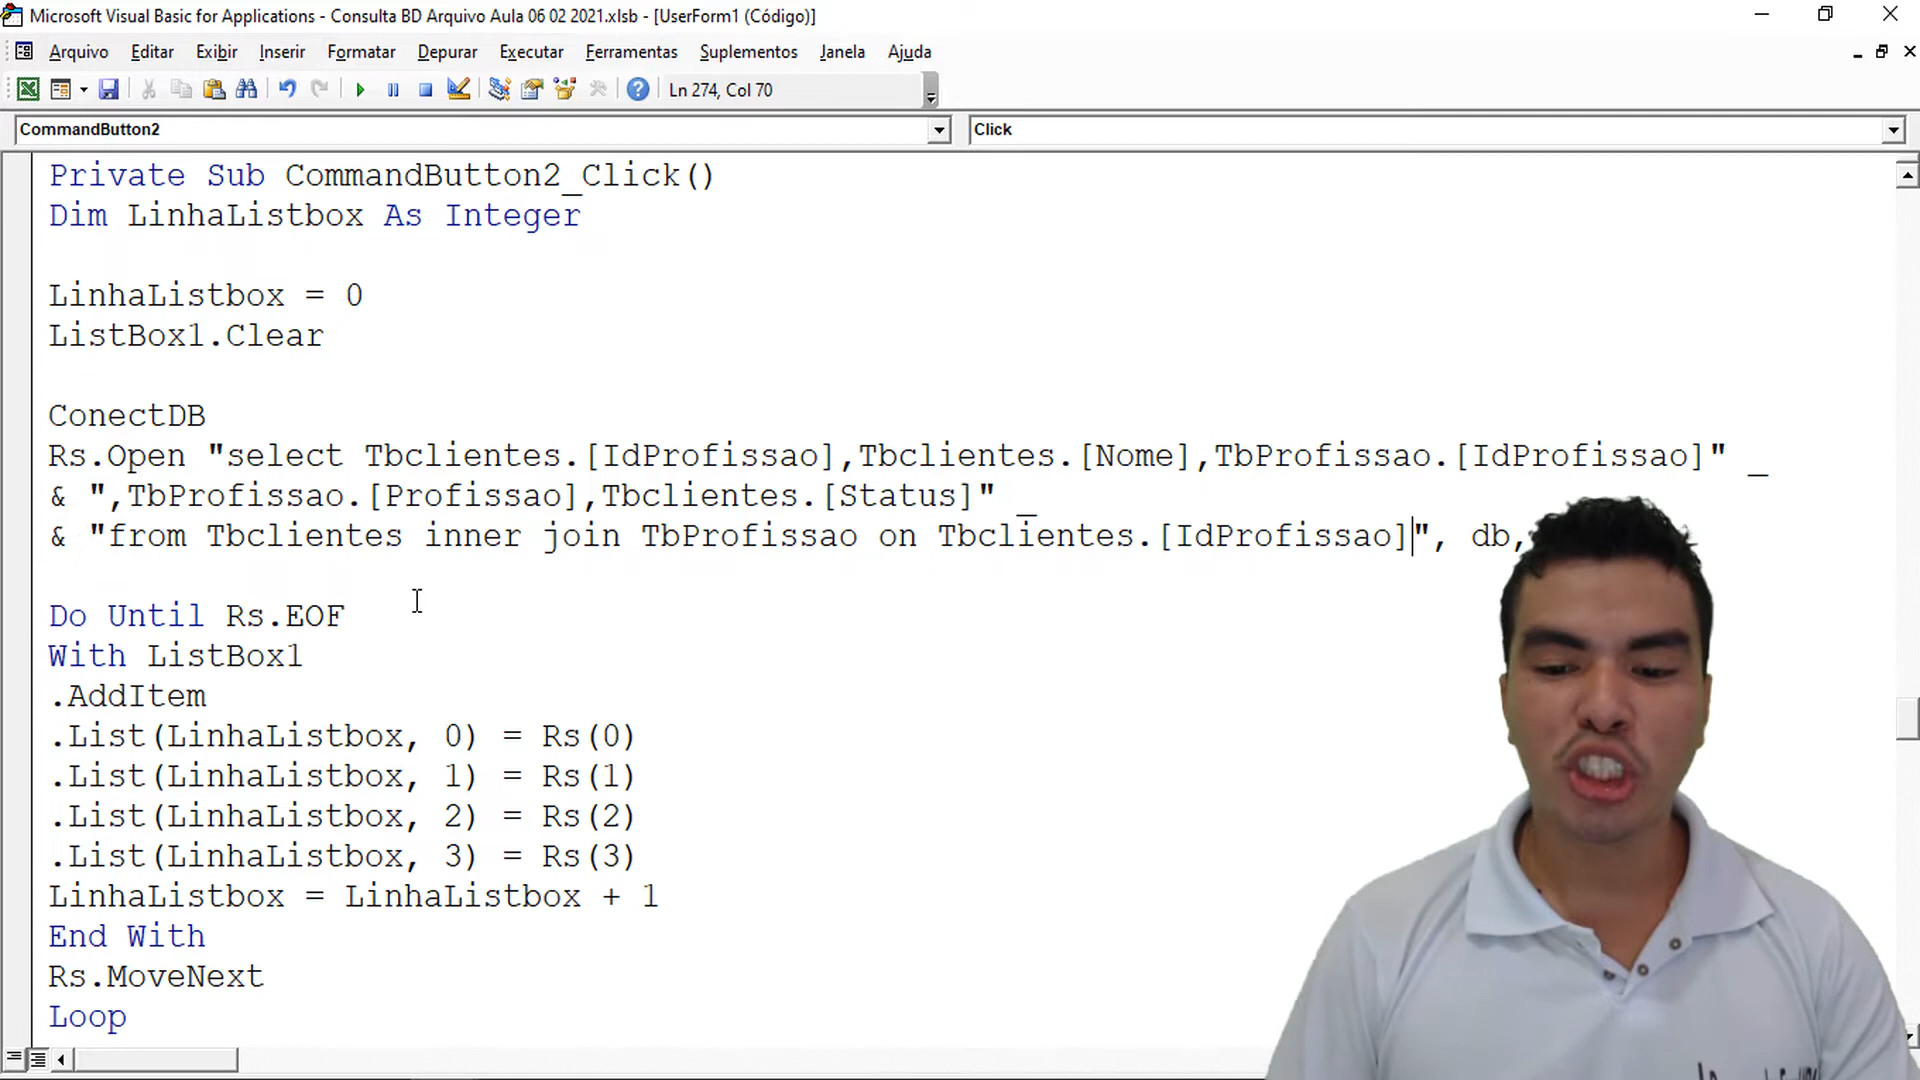 Microsoft Visual Basic for Applications - Consulta BD Arquivo Aula 06 02 2021.xlsb - [UserForm1 (Código)]
Arquivo Editar Exibir Inserir Formatar Depurar Executar Ferramentas Suplementos Janela Ajuda
Ln 274, Col 70
CommandButton2 Click
Private Sub CommandButton2_Click()
Dim LinhaListbox As Integer
LinhaListbox = 0
ListBox1.Clear
ConectDB
Rs.Open "select Tbclientes.[IdProfissao],Tbclientes.[Nome],TbProfissao.[IdProfissao]" _
& ",TbProfissao.[Profissao],Tbclientes.[Status]" _
& "from Tbclientes inner join TbProfissao on Tbclientes.[IdProfissao]", db,
Do Until Rs.EOF
With ListBox1
.AddItem
.List(LinhaListbox, 0) = Rs(0)
.List(LinhaListbox, 1) = Rs(1)
.List(LinhaListbox, 2) = Rs(2)
.List(LinhaListbox, 3) = Rs(3)
LinhaListbox = LinhaListbox + 1
End With
Rs.MoveNext
Loop